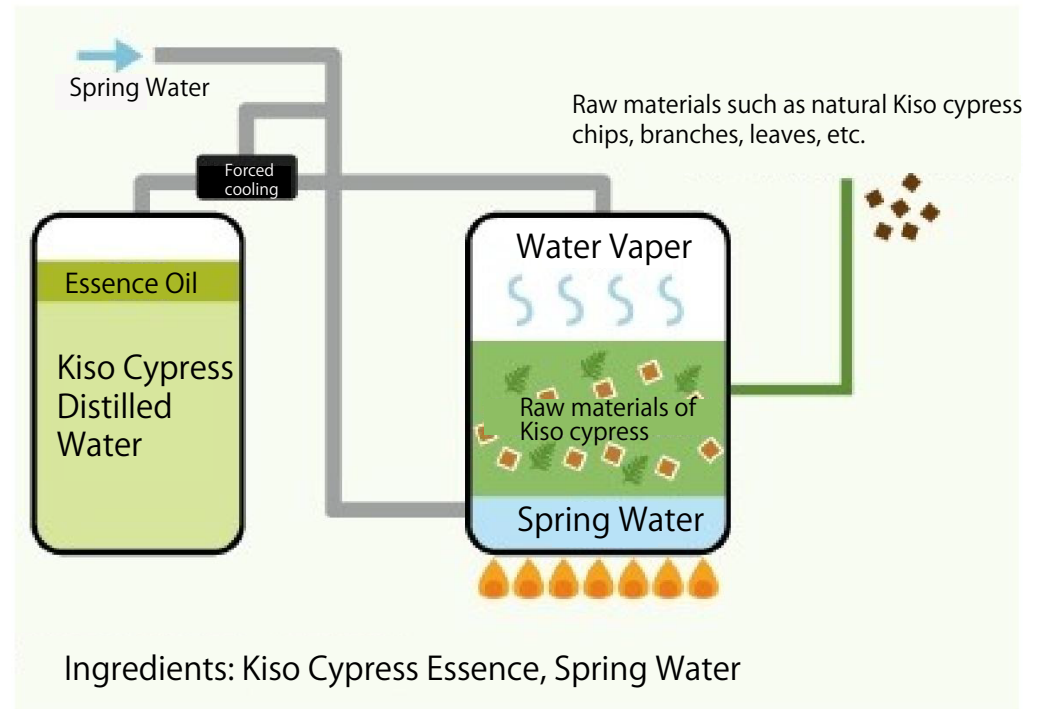 Spring Water
Raw materials such as natural Kiso cypress
chips, branches, leaves, etc.
Forced
cooling
Water Vaper
Essence Oil
Kiso Cypress
Distilled
Water
Raw materials of
Kiso cypress
Spring Water
Ingredients: Kiso Cypress Essence, Spring Water